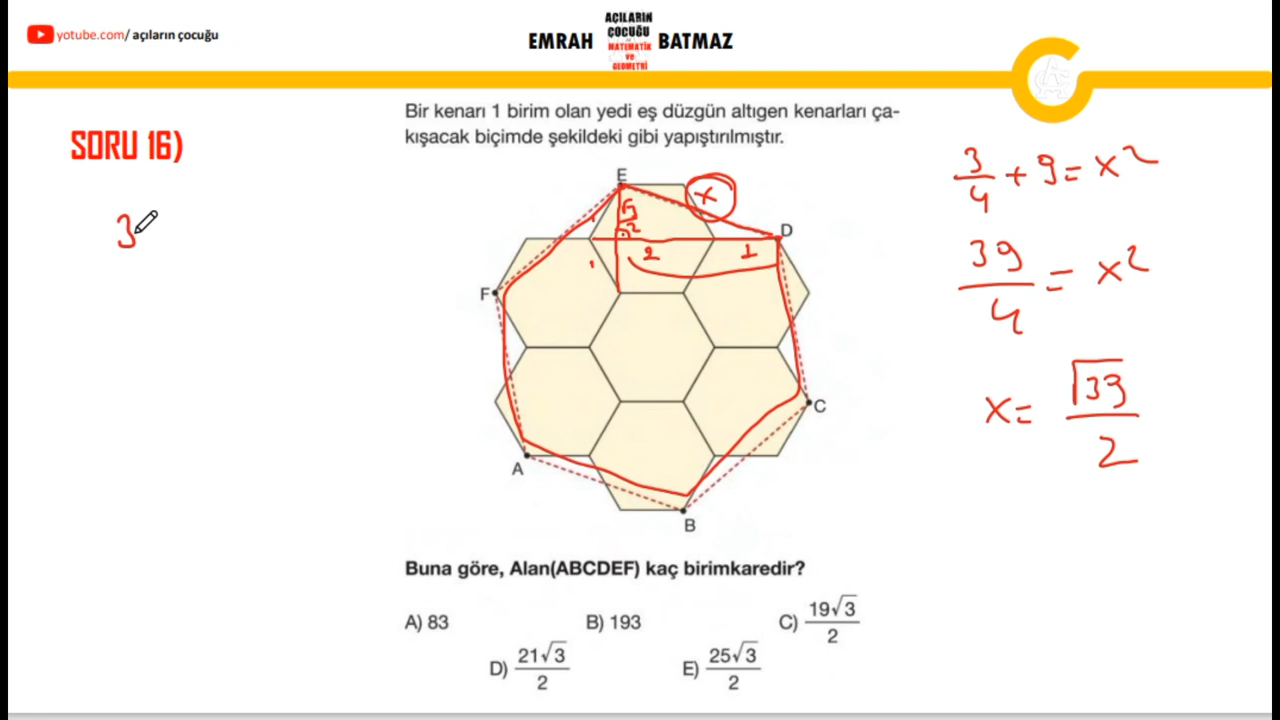 yotube.com/ açıların çocuğu
EMRAH
AÇILARIN
ÇOCUĞU
MATEMATİK
ve
GEOMETRİ
BATMAZ
SORU 16)
Bir kenarı 1 birim olan yedi eş düzgün altıgen kenarları ça-
kışacak biçimde şekildeki gibi yapıştırılmıştır.
E
x
D
2
1
F
C
A
B
3/4 + 9 = x²
39/4 = x²
x = √39/2
3
Buna göre, Alan(ABCDEF) kaç birimkaredir?
A) 83
B) 193
C) 19√3/2
D) 21√3/2
E) 25√3/2